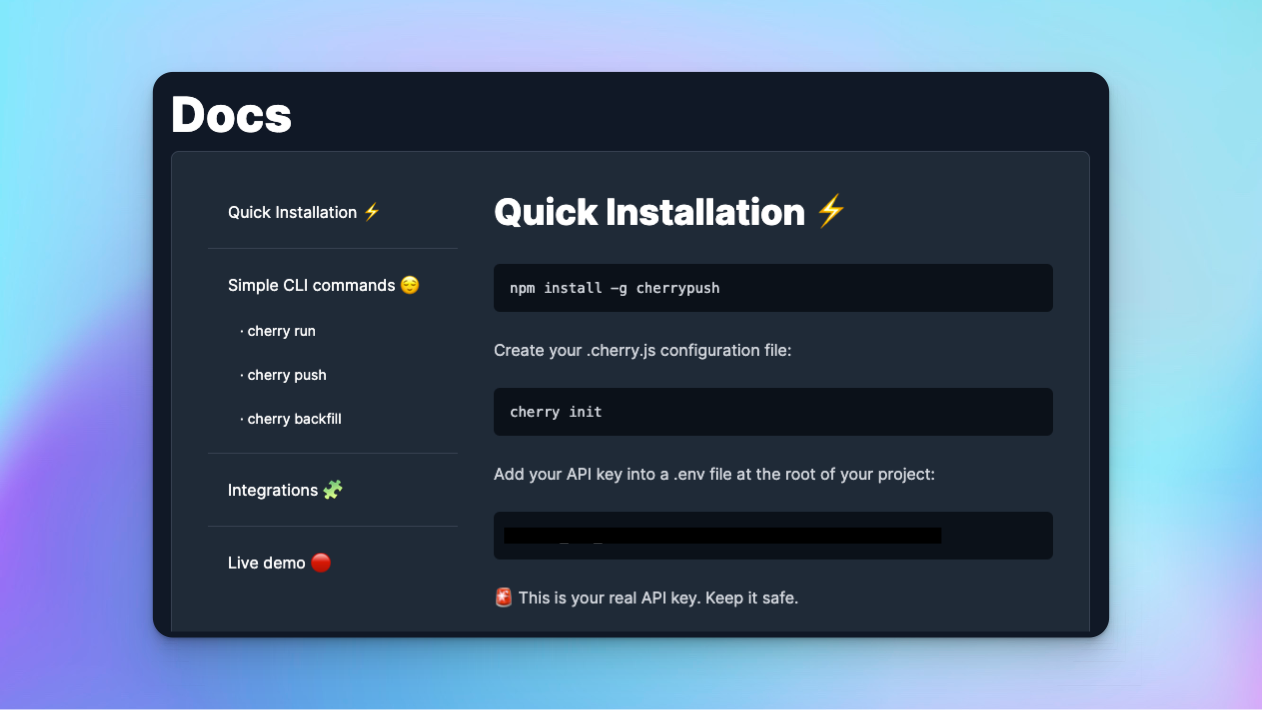 Docs
Quick Installation ⚡
Simple CLI commands 😌
· cherry run
· cherry push
· cherry backfill
Integrations 🧩
Live demo 🔴
Quick Installation ⚡
npm install -g cherrypush
Create your .cherry.js configuration file:
cherry init
Add your API key into a .env file at the root of your project:
🚨 This is your real API key. Keep it safe.